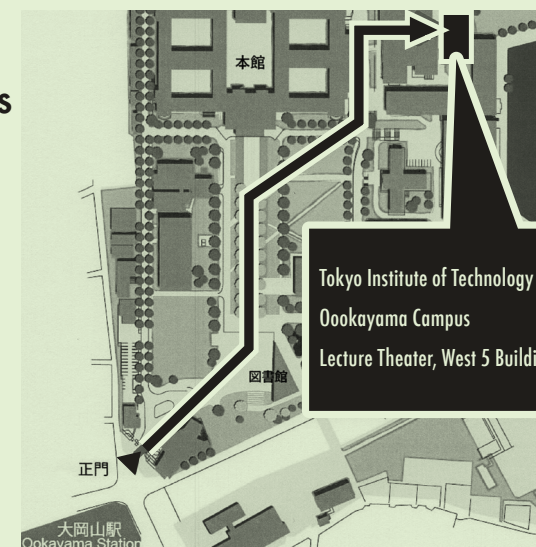 s
本館
Tokyo Institute of Technology
Oookayama Campus
Lecture Theater, West 5 Buildi
図書館
正門
大岡山駅
Ookayama Station